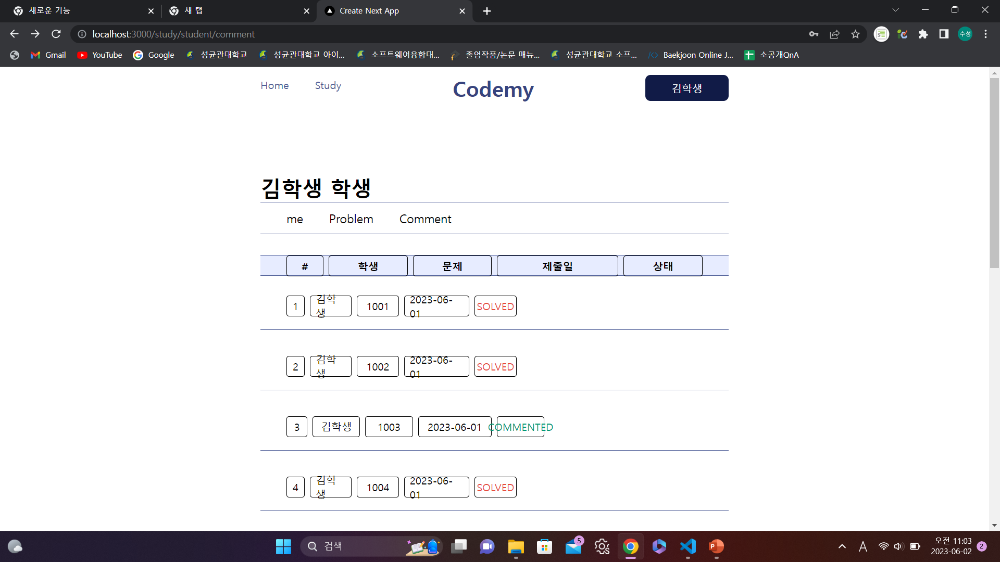 새로운 기능
새 탭
Create Next App
localhost:3000/study/student/comment
수성
Gmail
YouTube
Google
성균관대학교
성균관대학교 아이...
소프트웨어융합대...
졸업작품/논문 매뉴...
성균관대학교 소프...
Baekjoon Online J...
소공개QnA
Home
Study
Codemy
김학생
김학생 학생
me
Problem
Comment
# 학생 문제 제출일 상태
1 김학생 1001 2023-06-01 SOLVED
2 김학생 1002 2023-06-01 SOLVED
3 김학생 1003 2023-06-01 COMMENTED
4 김학생 1004 2023-06-01 SOLVED
검색
5
A
오전 11:03
2023-06-02
2